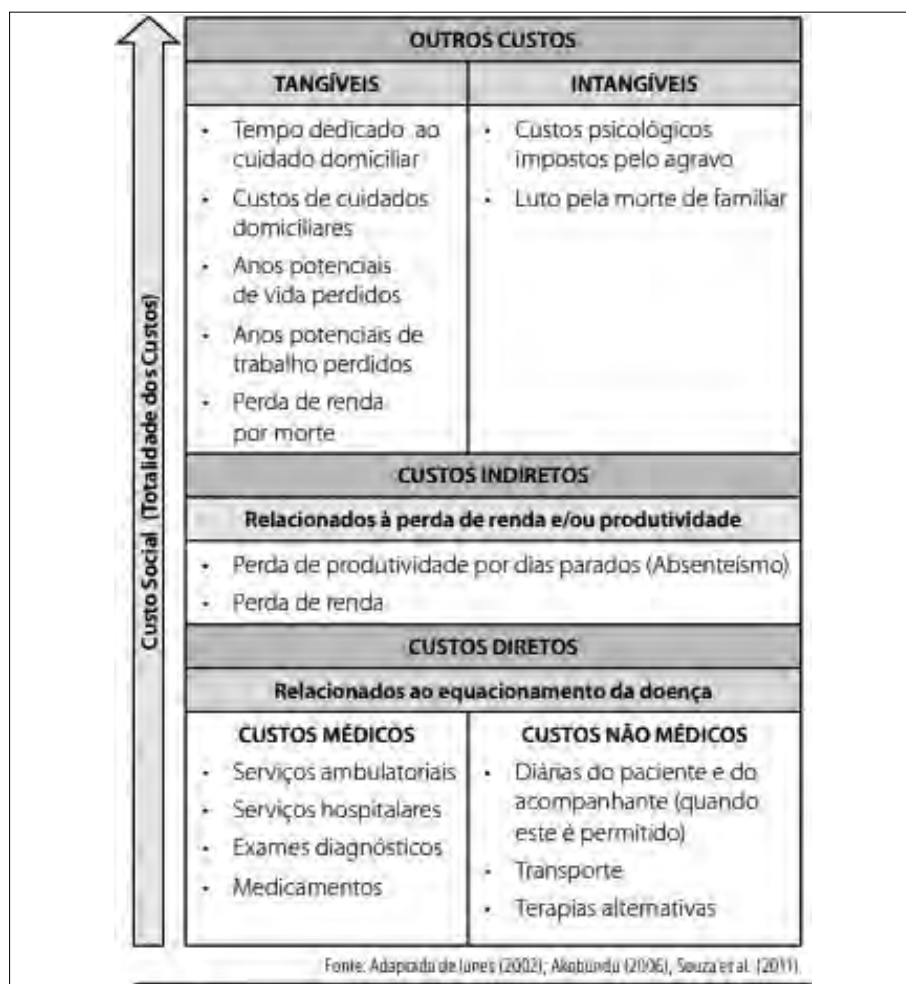 OUTROS CUSTOS
TANGÍVEIS
INTANGÍVEIS
• Tempo dedicado ao
cuidado domiciliar
• Custos de cuidados
domiciliares
• Anos potenciais
de vida perdidos
• Anos potenciais de
trabalho perdidos
• Perda de renda
por morte
• Custos psicológicos
impostos pelo agravo
• Luto pela morte de familiar
CUSTOS INDIRETOS
Relacionados à perda de renda e/ou produtividade
• Perda de produtividade por dias parados (Absenteísmo)
• Perda de renda
CUSTOS DIRETOS
Relacionados ao equacionamento da doença
CUSTOS MÉDICOS
• Serviços ambulatoriais
• Serviços hospitalares
• Exames diagnósticos
• Medicamentos
CUSTOS NÃO MÉDICOS
• Diárias do paciente e do
acompanhante (quando
este é permitido)
• Transporte
• Terapias alternativas
Custo Social (Totalidade dos Custos)
Fonte: Adaptado de Iunes (2002); Akobundu (2006), Souza et al. (2011)